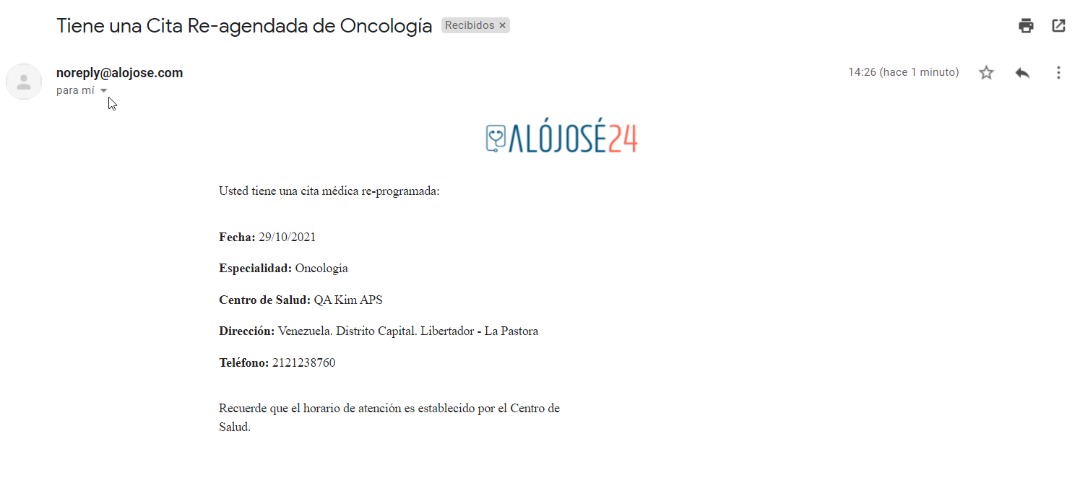 Tiene una Cita Re-agendada de Oncología Recibidos ×
noreply@alojose.com 14:26 (hace 1 minuto)
para mí
ALÓJOSÉ24
Usted tiene una cita médica re-programada:
Fecha: 29/10/2021
Especialidad: Oncología
Centro de Salud: QA Kim APS
Dirección: Venezuela. Distrito Capital. Libertador - La Pastora
Teléfono: 2121238760
Recuerde que el horario de atención es establecido por el Centro de
Salud.